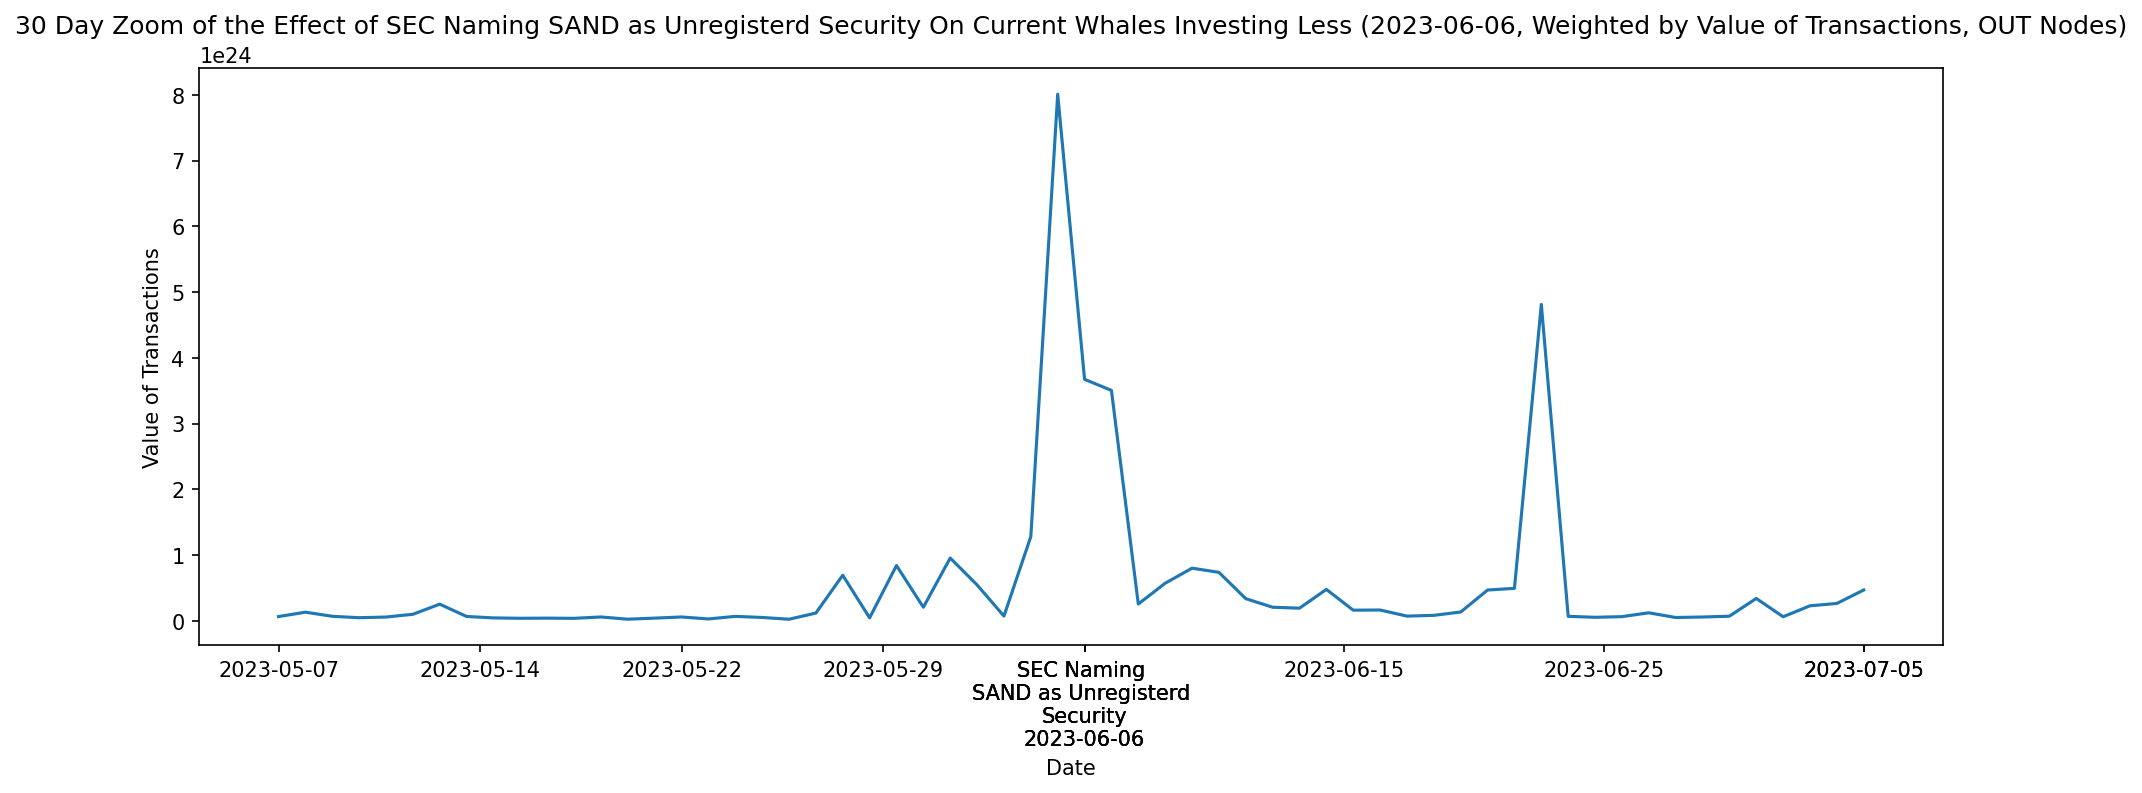 30 Day Zoom of the Effect of SEC Naming SAND as Unregisterd Security On Current Whales Investing Less (2023-06-06, Weighted by Value of Transactions, OUT Nodes)
1e24
8
7
6
5
4
3
2
1
0
Value of Transactions
2023-05-07
2023-05-14
2023-05-22
2023-05-29
SEC Naming
SAND as Unregisterd
Security
2023-06-06
2023-06-15
2023-06-25
2023-07-05
Date